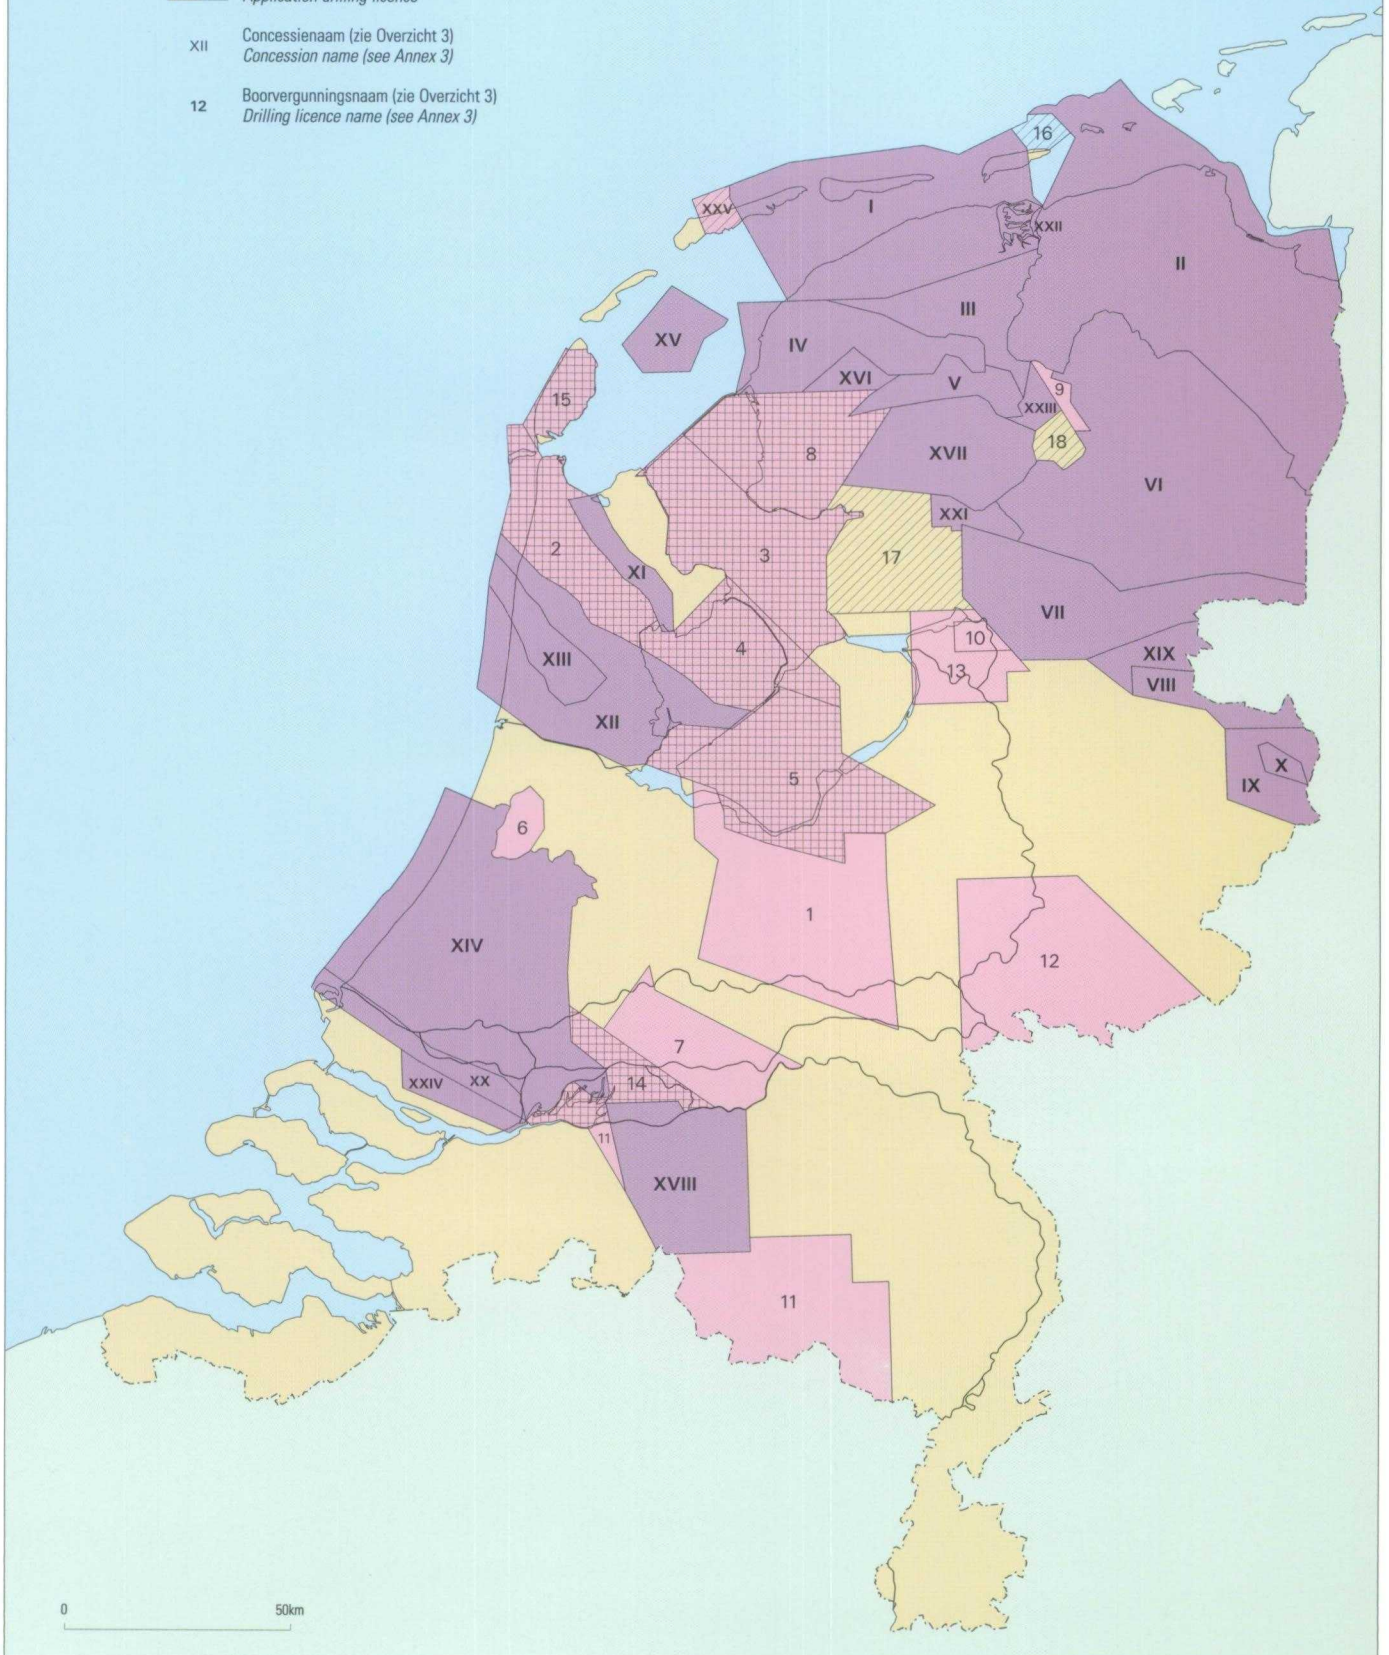 Application drilling licence
XII Concessienaam (zie Overzicht 3)
Concession name (see Annex 3)
12 Boorvergunningsnaam (zie Overzicht 3)
Drilling licence name (see Annex 3)
16
XXV
I
XXII
II
III
XV
IV
XVI
V
9
15
XXIII
18
8
XVII
VI
XXI
2
3
17
XI
VII
10
4
XIX
XIII
13
VIII
XII
5
X
IX
6
1
XIV
12
7
XXIV
XX
14
11
XVIII
11
0 50km